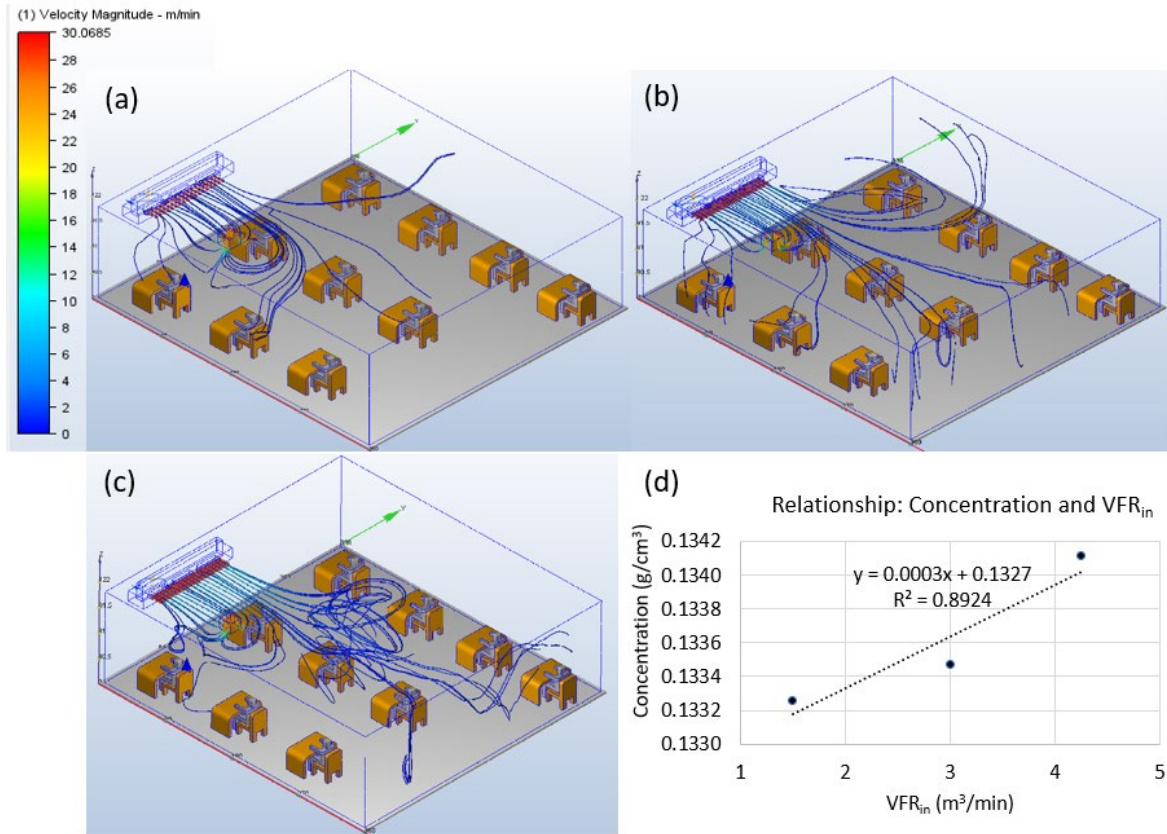 (1) Velocity Magnitude - m/min
30.0685
28
26
24
22
20
18
16
14
12
10
8
6
4
2
0
(a)
(b)
(c)
(d)
Relationship: Concentration and VFRin
Concentration (g/cm³)
0.1342
0.1340
0.1338
0.1336
0.1334
0.1332
0.1330
y = 0.0003x + 0.1327
R² = 0.8924
1 2 3 4 5
VFRin (m³/min)